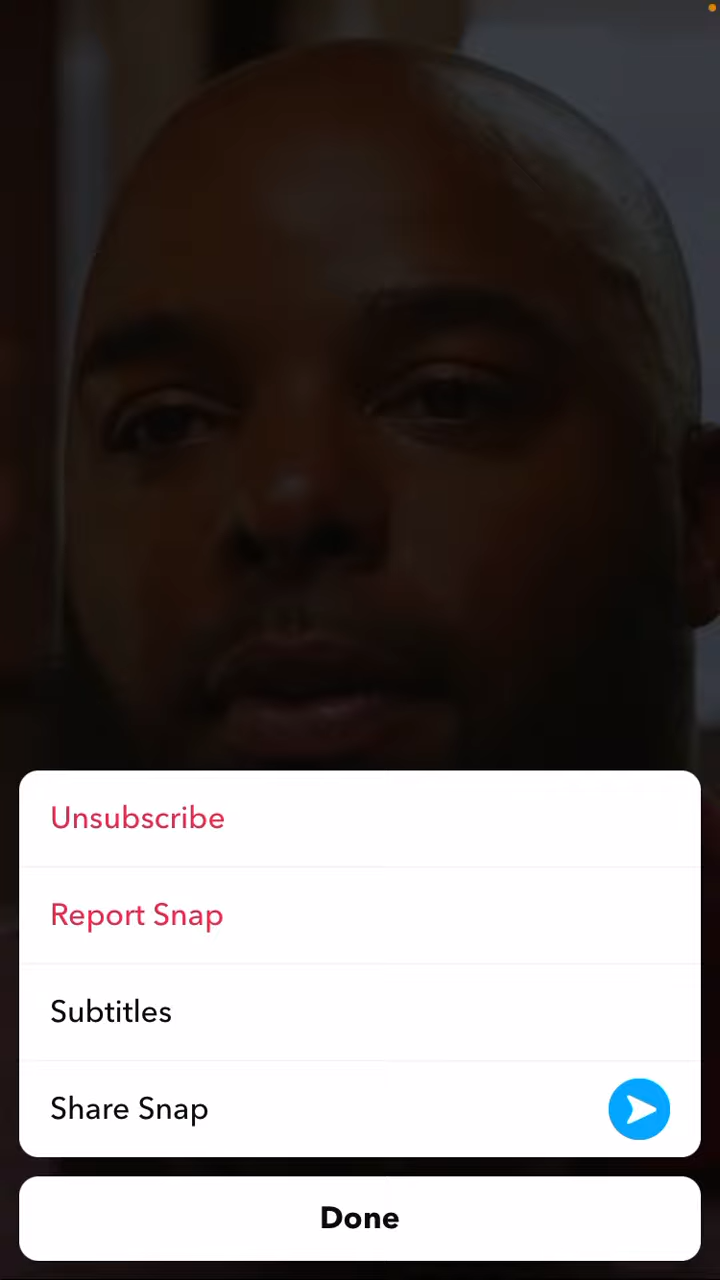 Unsubscribe
Report Snap
Subtitles
Share Snap
Done